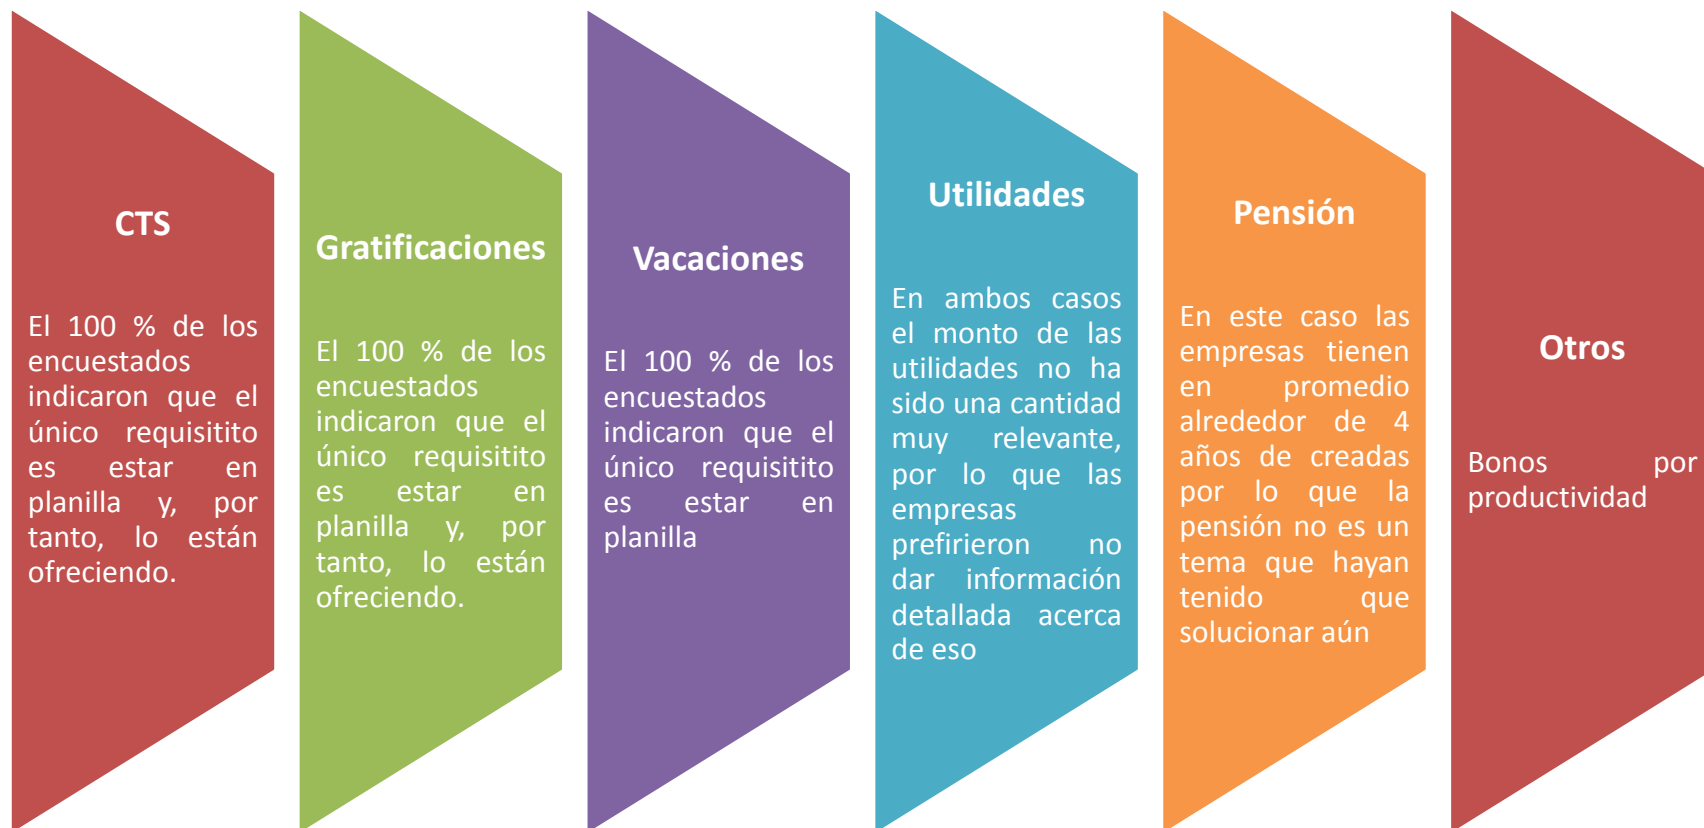 CTS
El 100 % de los
encuestados
indicaron que el
único requisitito
es estar en
planilla y, por
tanto, lo están
ofreciendo.
Gratificaciones
El 100 % de los
encuestados
indicaron que el
único requisitito
es estar en
planilla y, por
tanto, lo están
ofreciendo.
Vacaciones
El 100 % de los
encuestados
indicaron que el
único requisitito
es estar en
planilla
Utilidades
En ambos casos
el monto de las
utilidades no ha
sido una cantidad
muy relevante,
por lo que las
empresas
prefirieron no
dar información
detallada acerca
de eso
Pensión
En este caso las
empresas tienen
en promedio
alrededor de 4
años de creadas
por lo que la
pensión no es un
tema que hayan
tenido que
solucionar aún
Otros
Bonos por
productividad